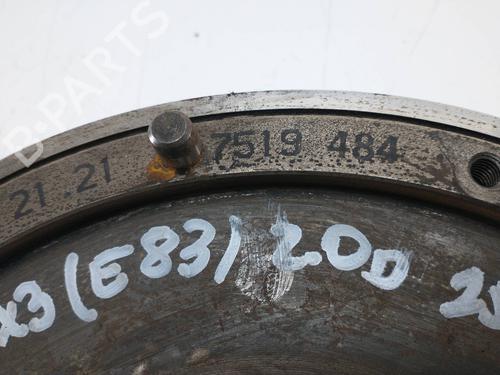 B-PARTS
21.21 7519 484
x3 (E83) 2.0D